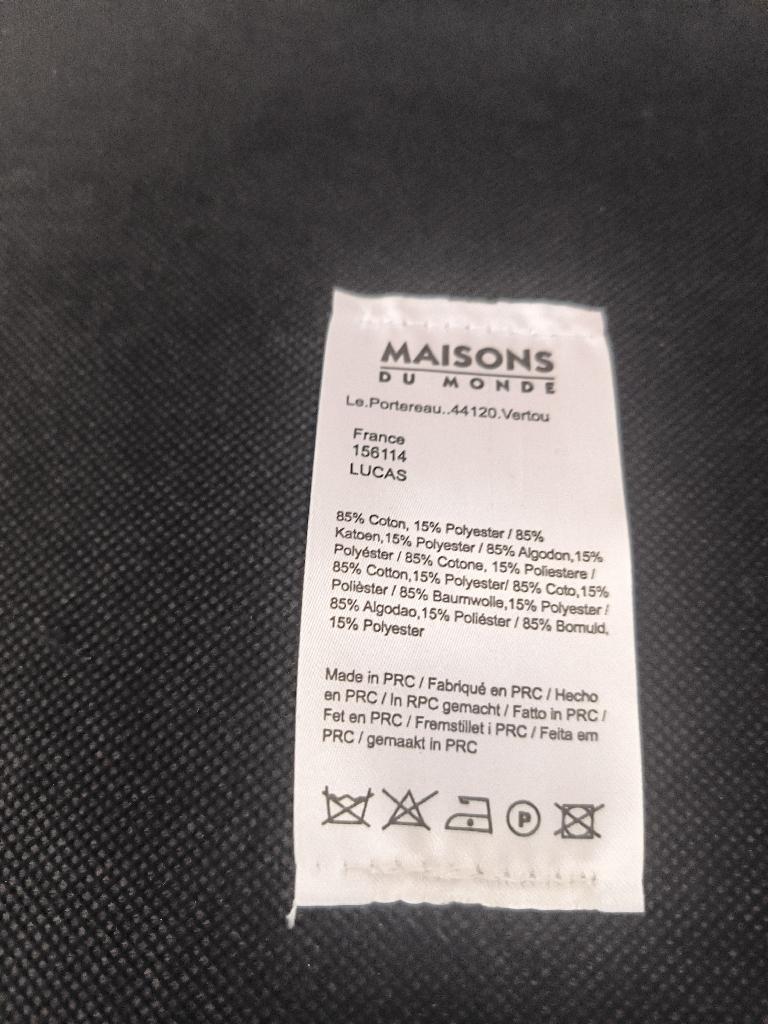 MAISONS
DU MONDE
Le.Portereau..44120.Vertou
France
156114
LUCAS
85% Coton, 15% Polyester / 85%
Katoen,15% Polyester / 85% Algodon,15%
Polyéster / 85% Cotone, 15% Poliestere /
85% Cotton,15% Polyester/ 85% Coto,15%
Polièster / 85% Baumwolle,15% Polyester /
85% Algodao,15% Poliéster / 85% Bomuld,
15% Polyester
Made in PRC / Fabriqué en PRC / Hecho
en PRC / In RPC gemacht / Fatto in PRC /
Fet en PRC / Fremstillet i PRC / Feita em
PRC / gemaakt in PRC
P